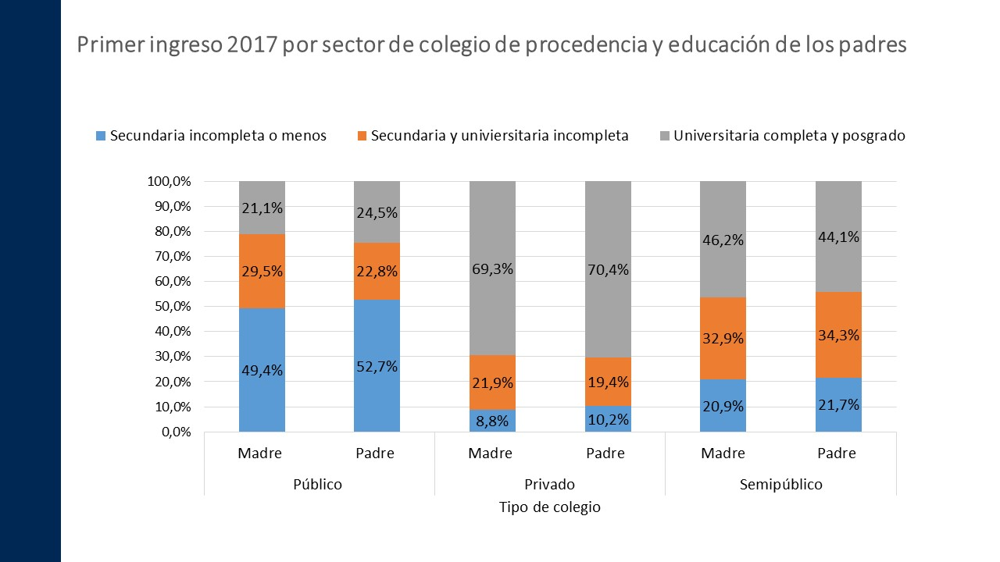 Primer ingreso 2017 por sector de colegio de procedencia y educación de los padres
Secundaria incompleta o menos Secundaria y univiersitaria incompleta Universitaria completa y posgrado
100,0%
90,0%
80,0%
70,0%
60,0%
50,0%
40,0%
30,0%
20,0%
10,0%
0,0%
21,1% 24,5% 69,3% 70,4% 46,2% 44,1%
29,5% 22,8% 21,9% 19,4% 32,9% 34,3%
49,4% 52,7% 8,8% 10,2% 20,9% 21,7%
Madre Padre Madre Padre Madre Padre
Público Privado Semipúblico
Tipo de colegio